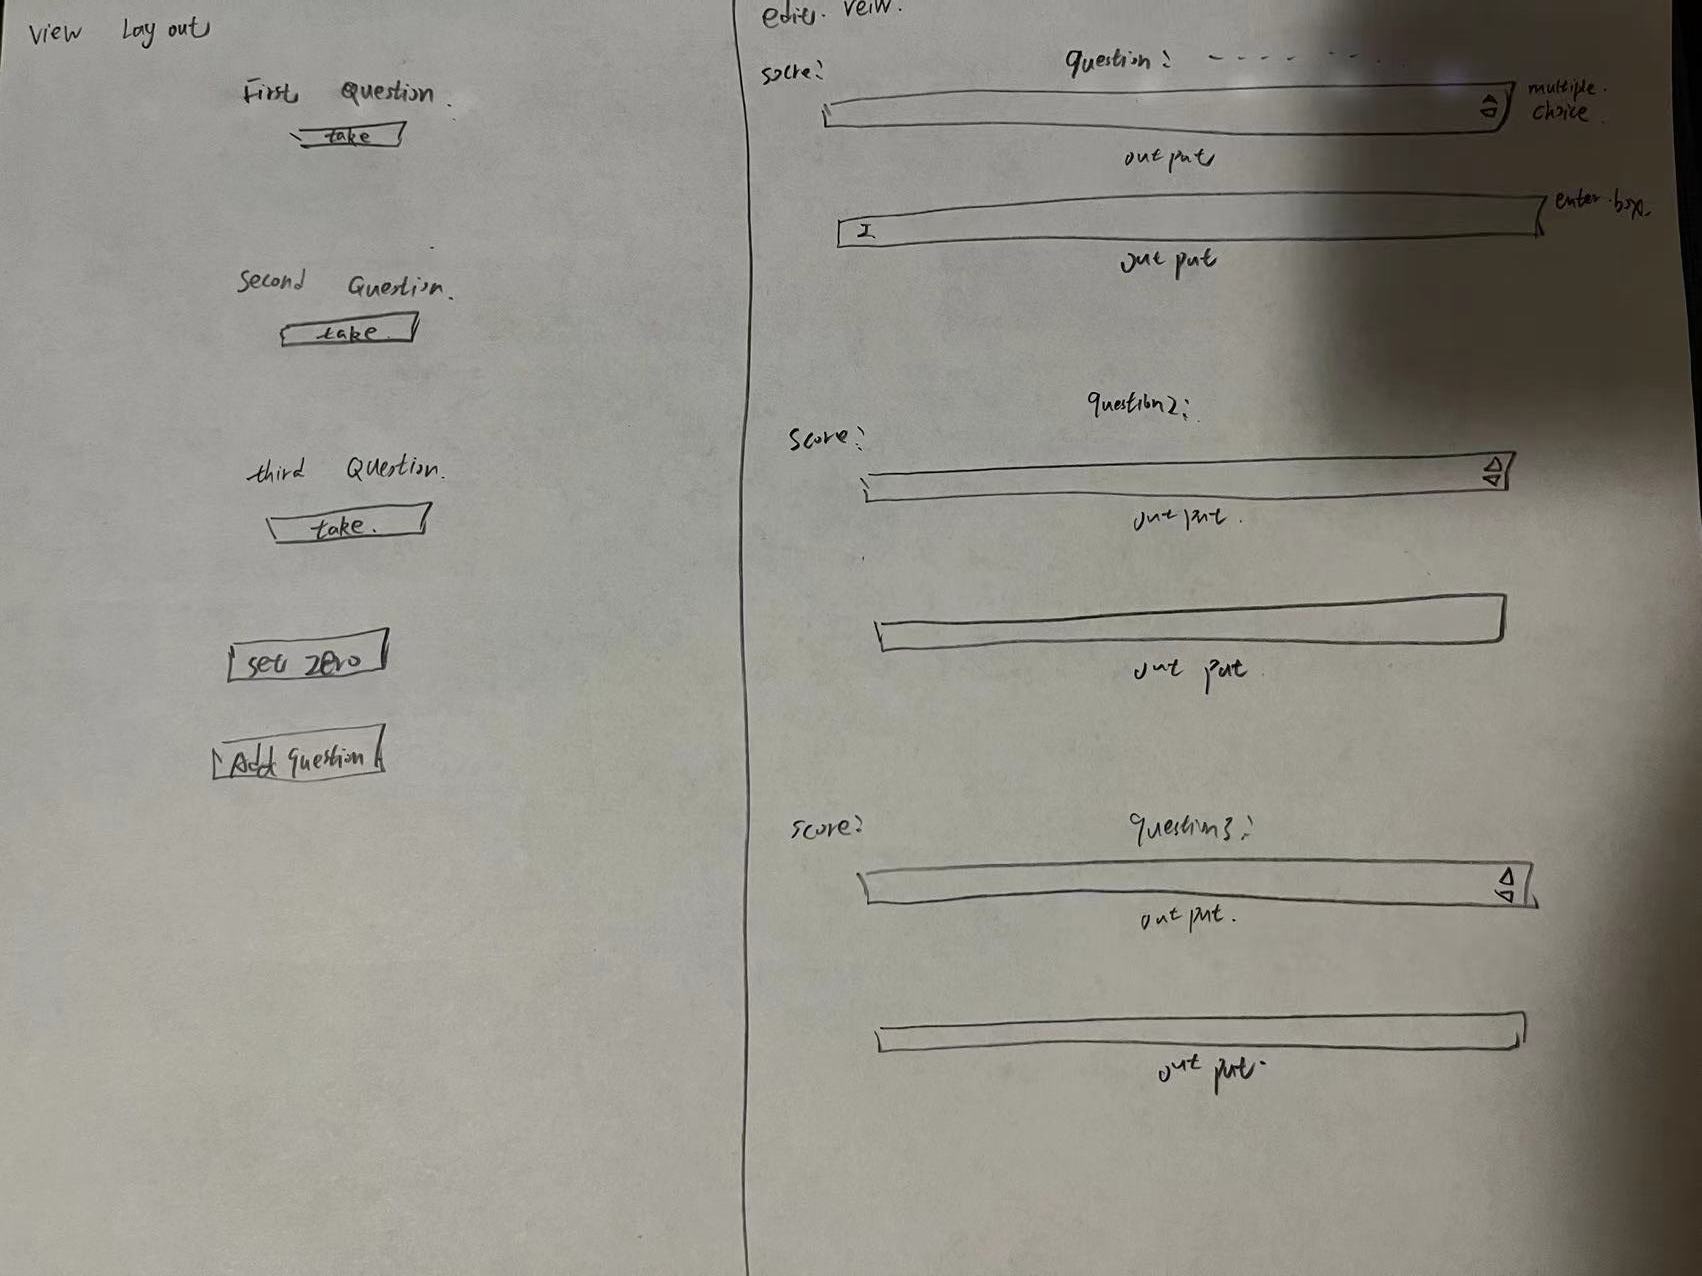 View Lay out
First Question.
take
Second Question.
take.
third Question.
take.
set zero
Add question
edit. veiw.
socre:
question: - - - - - - -
multiple.
choice.
out put
enter box.
I
out put
question2:
Score:
out put.
out put.
score:
question3:
out put.
out put.